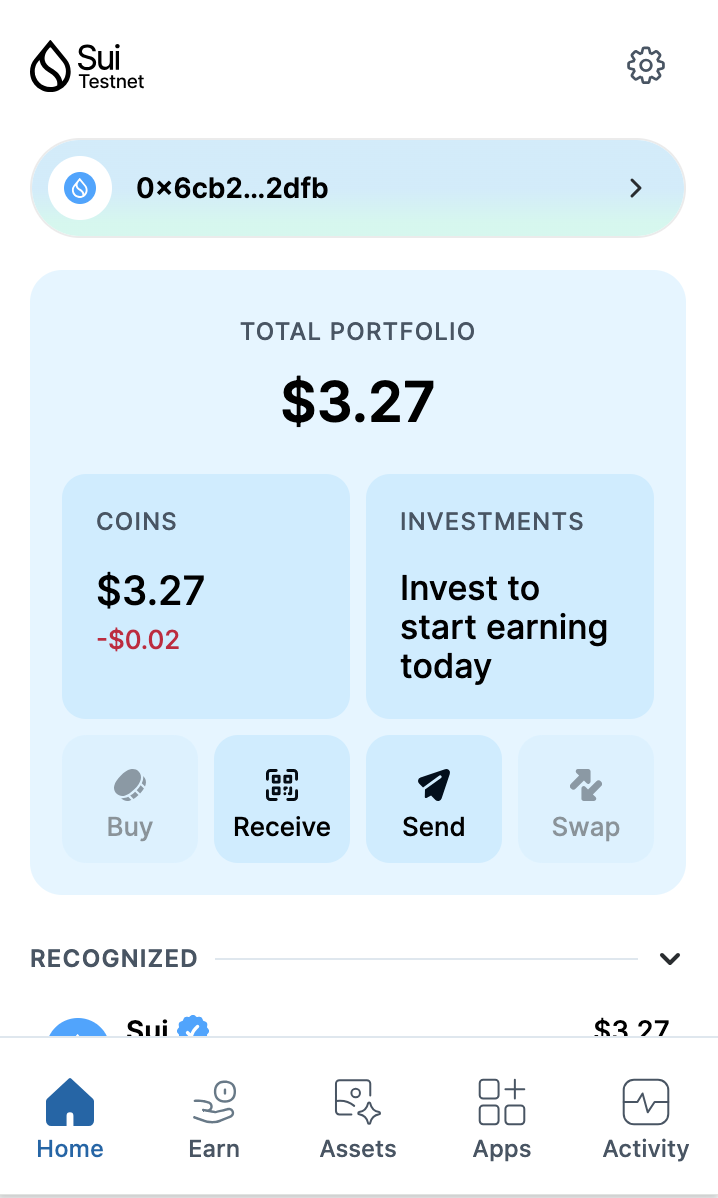 Sui
Testnet
0×6cb2...2dfb
TOTAL PORTFOLIO
$3.27
COINS
$3.27
-$0.02
INVESTMENTS
Invest to
start earning
today
Buy
Receive
Send
Swap
RECOGNIZED
Sui
$3.27
Home
Earn
Assets
Apps
Activity